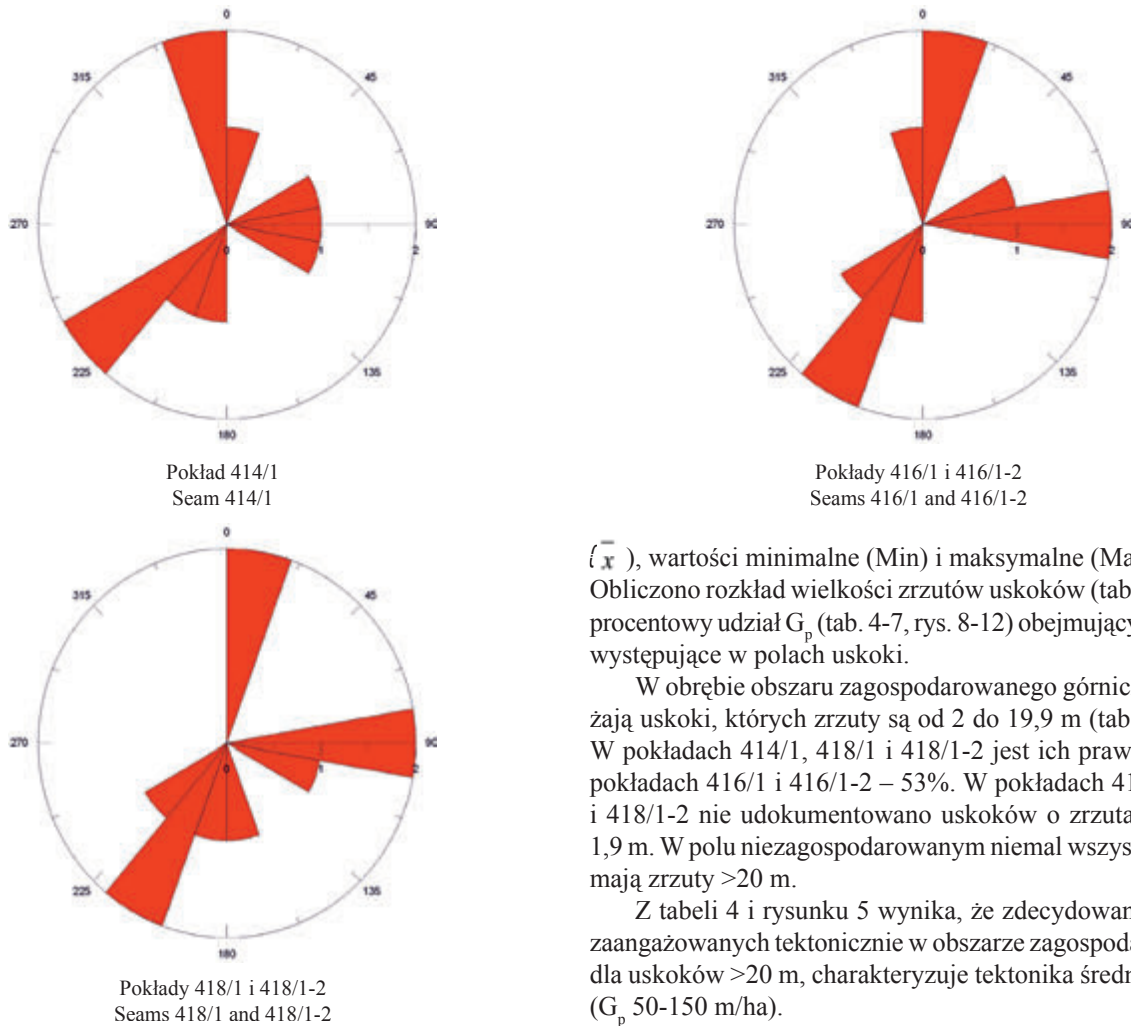 0
45
90
135
180
225
270
315
0
1
2
Pokład 414/1
Seam 414/1
0
45
90
135
180
225
270
315
0
1
2
Pokłady 416/1 i 416/1-2
Seams 416/1 and 416/1-2
0
45
90
135
180
225
270
315
0
1
2
Pokłady 418/1 i 418/1-2
Seams 418/1 and 418/1-2
(x̄ ), wartości minimalne (Min) i maksymalne (Ma
Obliczono rozkład wielkości zrzutów uskoków (tab
procentowy udział Gp (tab. 4-7, rys. 8-12) obejmujący
występujące w polach uskoki.
W obrębie obszaru zagospodarowanego górnic
żają uskoki, których zrzuty są od 2 do 19,9 m (tab
W pokładach 414/1, 418/1 i 418/1-2 jest ich praw
pokładach 416/1 i 416/1-2 – 53%. W pokładach 41
i 418/1-2 nie udokumentowano uskoków o zrzuta
1,9 m. W polu niezagospodarowanym niemal wszys
mają zrzuty >20 m.
Z tabeli 4 i rysunku 5 wynika, że zdecydowan
zaangażowanych tektonicznie w obszarze zagospoda
dla uskoków >20 m, charakteryzuje tektonika średn
(Gp 50-150 m/ha).